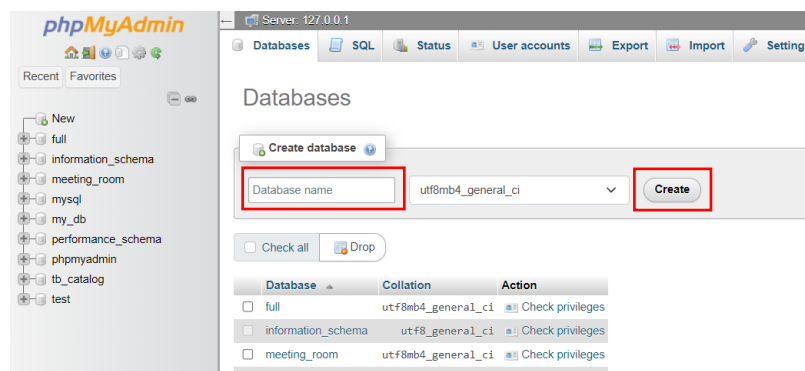 phpMyAdmin
Recent Favorites
New
full
information_schema
meeting_room
mysql
my_db
performance_schema
phpmyadmin
tb_catalog
test
Server: 127.0.0.1
Databases SQL Status User accounts Export Import Setting
Databases
Create database
Database name utf8mb4_general_ci Create
Check all Drop
Database Collation Action
full utf8mb4_general_ci Check privileges
information_schema utf8_general_ci Check privileges
meeting_room utf8mb4_general_ci Check privileges